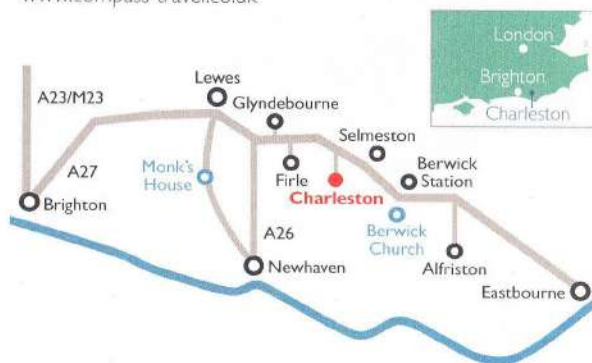 London
Brighton
Charleston
A23/M23
Lewes
Glyndebourne
Selmeston
Berwick
Station
A27
Monk's
House
Firle
Charleston
Brighton
A26
Berwick
Church
Newhaven
Alfriston
Eastbourne